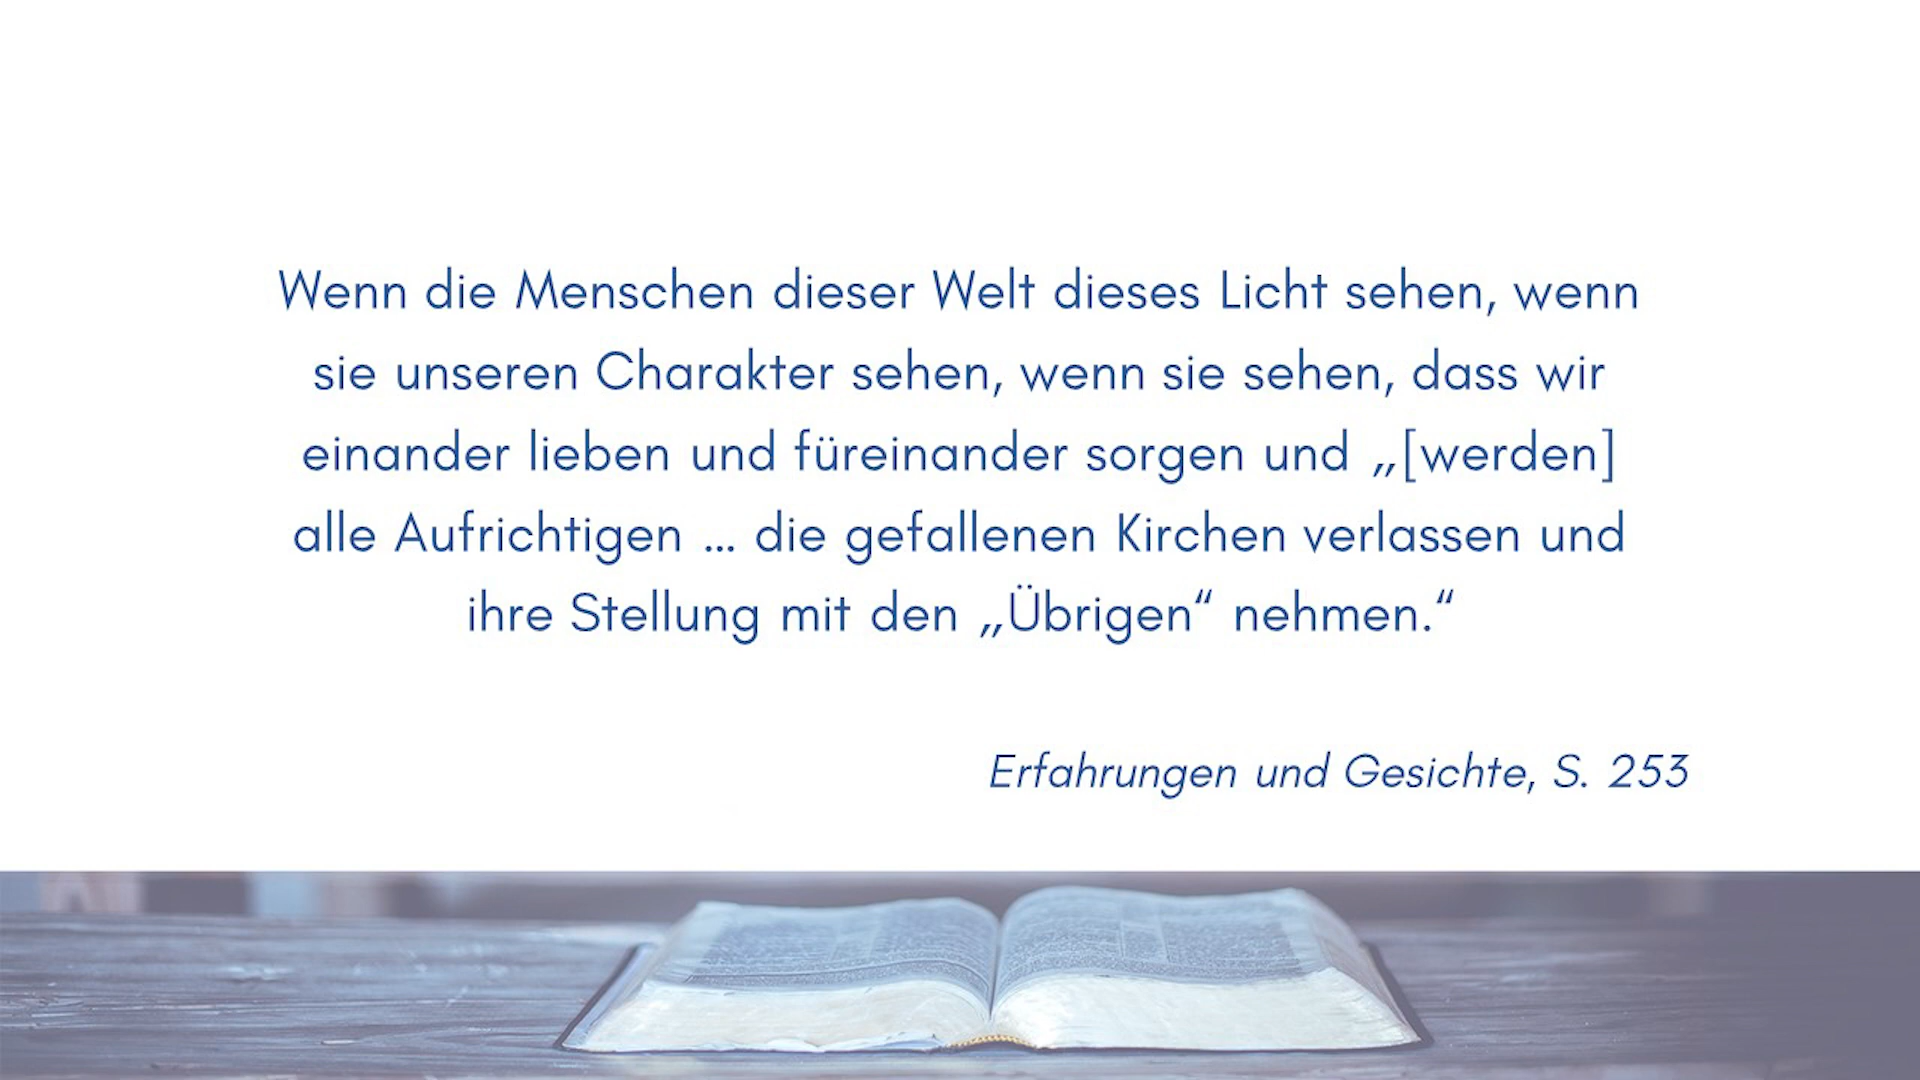 Wenn die Menschen dieser Welt dieses Licht sehen, wenn
sie unseren Charakter sehen, wenn sie sehen, dass wir
einander lieben und füreinander sorgen und „[werden]
alle Aufrichtigen ... die gefallenen Kirchen verlassen und
ihre Stellung mit den „Übrigen“ nehmen.“
Erfahrungen und Gesichte, S. 253